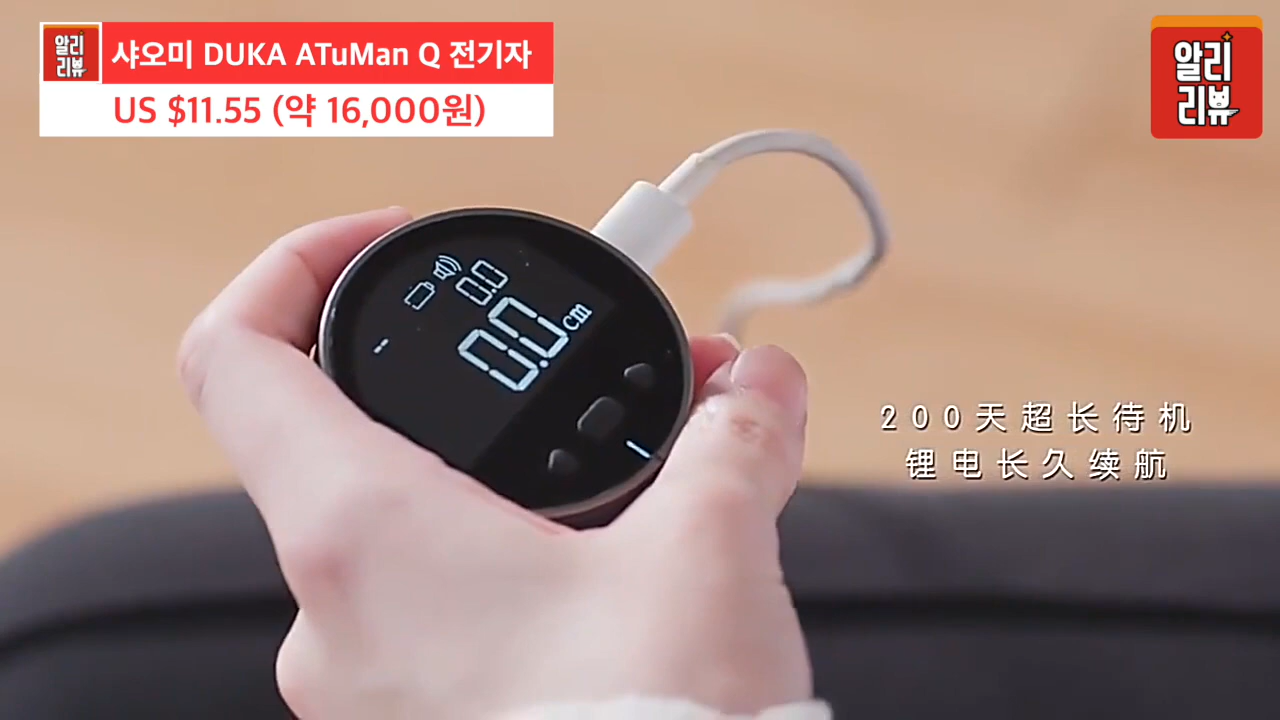 알리
리뷰
샤오미 DUKA ATuMan Q 전기자
US $11.55 (약 16,000원)
알리
리뷰
0.0
0.0 cm
200天超长待机
锂电长久续航